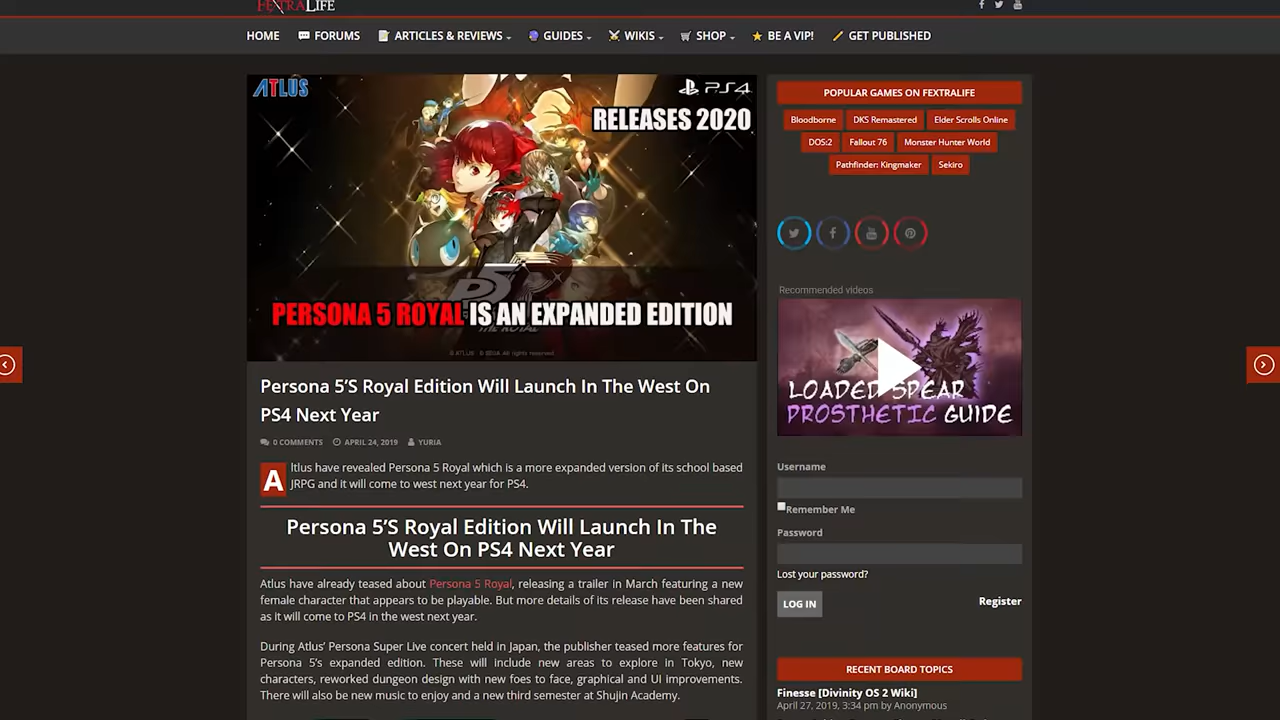 FEXTRALIFE
HOME FORUMS ARTICLES & REVIEWS GUIDES WIKIS SHOP BE A VIP! GET PUBLISHED
ATLUS PS4
RELEASES 2020
PERSONA 5 ROYAL IS AN EXPANDED EDITION
© ATLUS © SEGA All rights reserved.
Persona 5'S Royal Edition Will Launch In The West On
PS4 Next Year
0 COMMENTS APRIL 24, 2019 YURIA
Atlus have revealed Persona 5 Royal which is a more expanded version of its school based
JRPG and it will come to west next year for PS4.
Persona 5'S Royal Edition Will Launch In The
West On PS4 Next Year
Atlus have already teased about Persona 5 Royal, releasing a trailer in March featuring a new
female character that appears to be playable. But more details of its release have been shared
as it will come to PS4 in the west next year.
During Atlus' Persona Super Live concert held in Japan, the publisher teased more features for
Persona 5's expanded edition. These will include new areas to explore in Tokyo, new
characters, reworked dungeon design with new foes to face, graphical and UI improvements.
There will also be new music to enjoy and a new third semester at Shujin Academy.
POPULAR GAMES ON FEXTRALIFE
Bloodborne DKS Remastered Elder Scrolls Online
DOS:2 Fallout 76 Monster Hunter World
Pathfinder: Kingmaker Sekiro
Recommended videos
LOADED SPEAR
PROSTHETIC GUIDE
Username
Remember Me
Password
Lost your password?
LOG IN Register
RECENT BOARD TOPICS
Finesse [Divinity OS 2 Wiki]
April 27, 2019, 3:34 pm by Anonymous